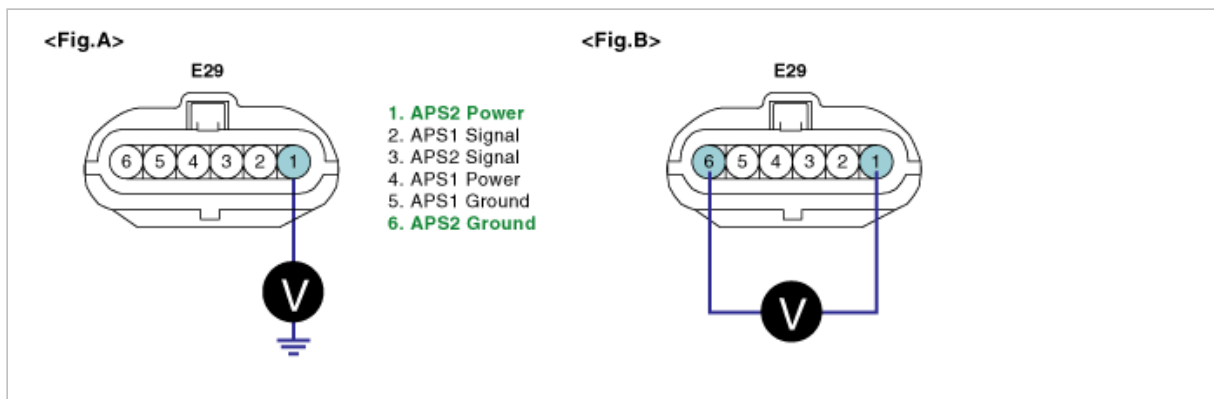 <Fig.A>
E29
6 5 4 3 2 1
V
1. APS2 Power
2. APS1 Signal
3. APS2 Signal
4. APS1 Power
5. APS1 Ground
6. APS2 Ground
<Fig.B>
E29
6 5 4 3 2 1
V